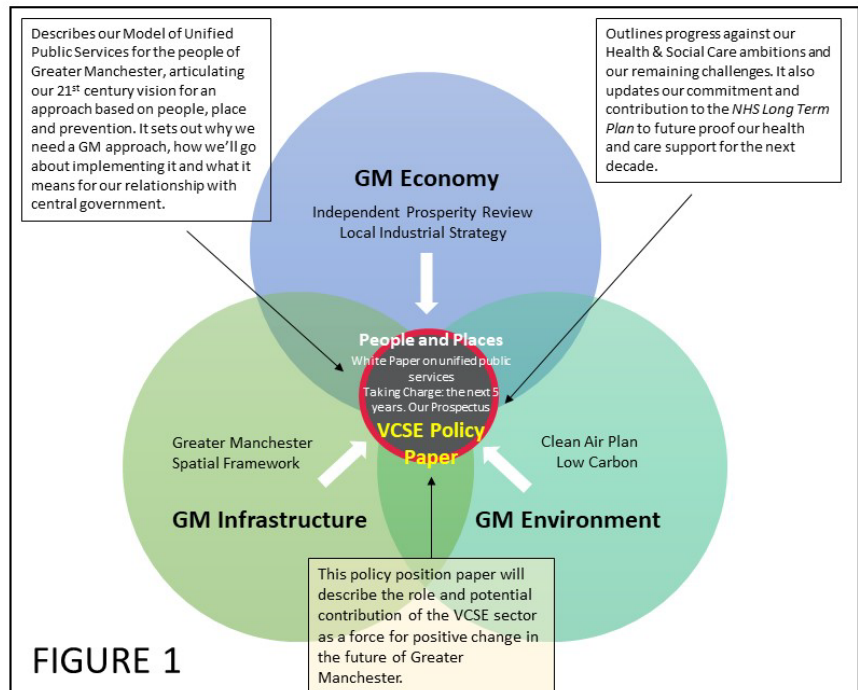 Describes our Model of Unified
Public Services for the people of
Greater Manchester, articulating
our 21st century vision for an
approach based on people, place
and prevention. It sets out why we
need a GM approach, how we'll go
about implementing it and what it
means for our relationship with
central government.
Outlines progress against our
Health & Social Care ambitions and
our remaining challenges. It also
updates our commitment and
contribution to the NHS Long Term
Plan to future proof our health
and care support for the next
decade.
GM Economy
Independent Prosperity Review
Local Industrial Strategy
People and Places
White Paper on unified public
services
Taking Charge: the next 5
years. Our Prospectus
VCSE Policy
Paper
Greater Manchester
Spatial Framework
GM Infrastructure
Clean Air Plan
Low Carbon
GM Environment
This policy position paper will
describe the role and potential
contribution of the VCSE sector
as a force for positive change in
the future of Greater
Manchester.
FIGURE 1